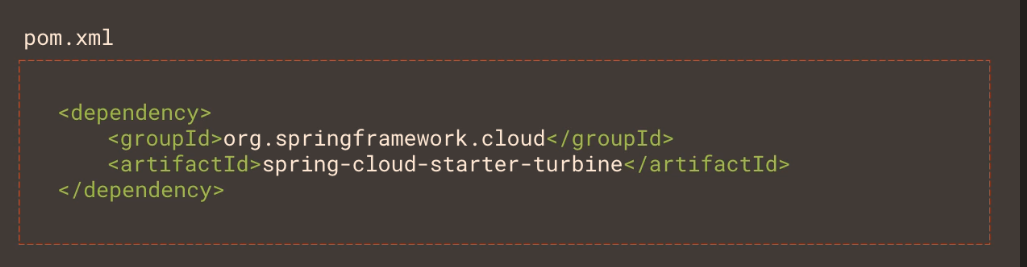 pom.xml
<dependency>
<groupId>org.springframework.cloud</groupId>
<artifactId>spring-cloud-starter-turbine</artifactId>
</dependency>